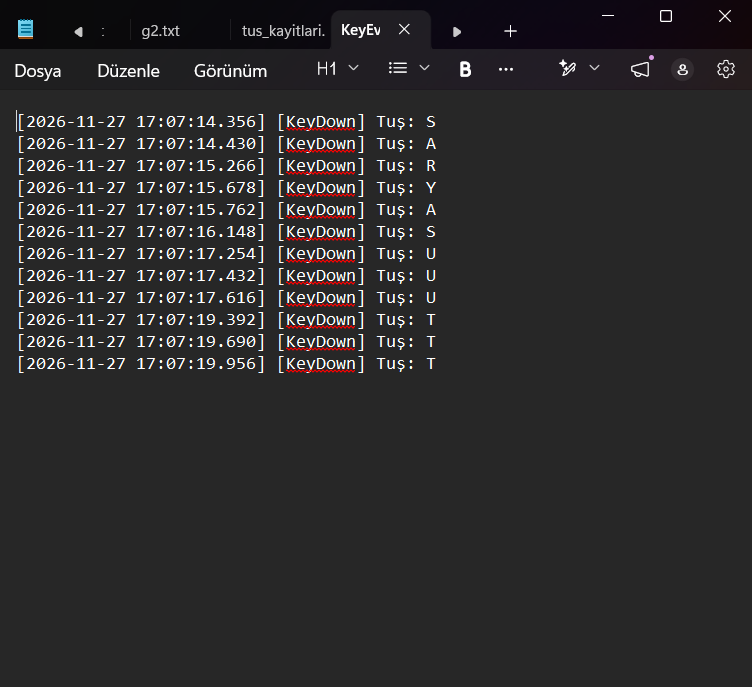 g2.txt
tus_kayitlari.
KeyEv
Dosya
Düzenle
Görünüm
H1
B
[2026-11-27 17:07:14.356] [KeyDown] Tuş: S
[2026-11-27 17:07:14.430] [KeyDown] Tuş: A
[2026-11-27 17:07:15.266] [KeyDown] Tuş: R
[2026-11-27 17:07:15.678] [KeyDown] Tuş: Y
[2026-11-27 17:07:15.762] [KeyDown] Tuş: A
[2026-11-27 17:07:16.148] [KeyDown] Tuş: S
[2026-11-27 17:07:17.254] [KeyDown] Tuş: U
[2026-11-27 17:07:17.432] [KeyDown] Tuş: U
[2026-11-27 17:07:17.616] [KeyDown] Tuş: U
[2026-11-27 17:07:19.392] [KeyDown] Tuş: T
[2026-11-27 17:07:19.690] [KeyDown] Tuş: T
[2026-11-27 17:07:19.956] [KeyDown] Tuş: T